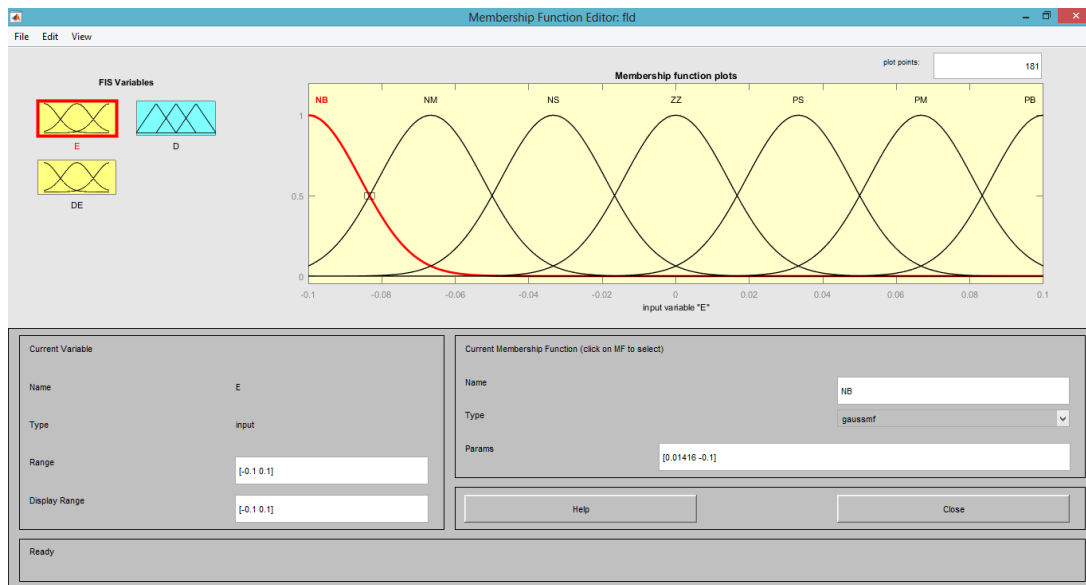 Membership Function Editor: fld
File Edit View
FIS Variables
E
D
DE
plot points:
181
Membership function plots
NB NM NS ZZ PS PM PB
1
0.5
0
-0.1 -0.08 -0.06 -0.04 -0.02 0 0.02 0.04 0.06 0.08 0.1
input variable "E"
Current Variable
Name E
Type input
Range [-0.1 0.1]
Display Range [-0.1 0.1]
Current Membership Function (click on MF to select)
Name NB
Type gaussmf
Params [0.01416 -0.1]
Help Close
Ready